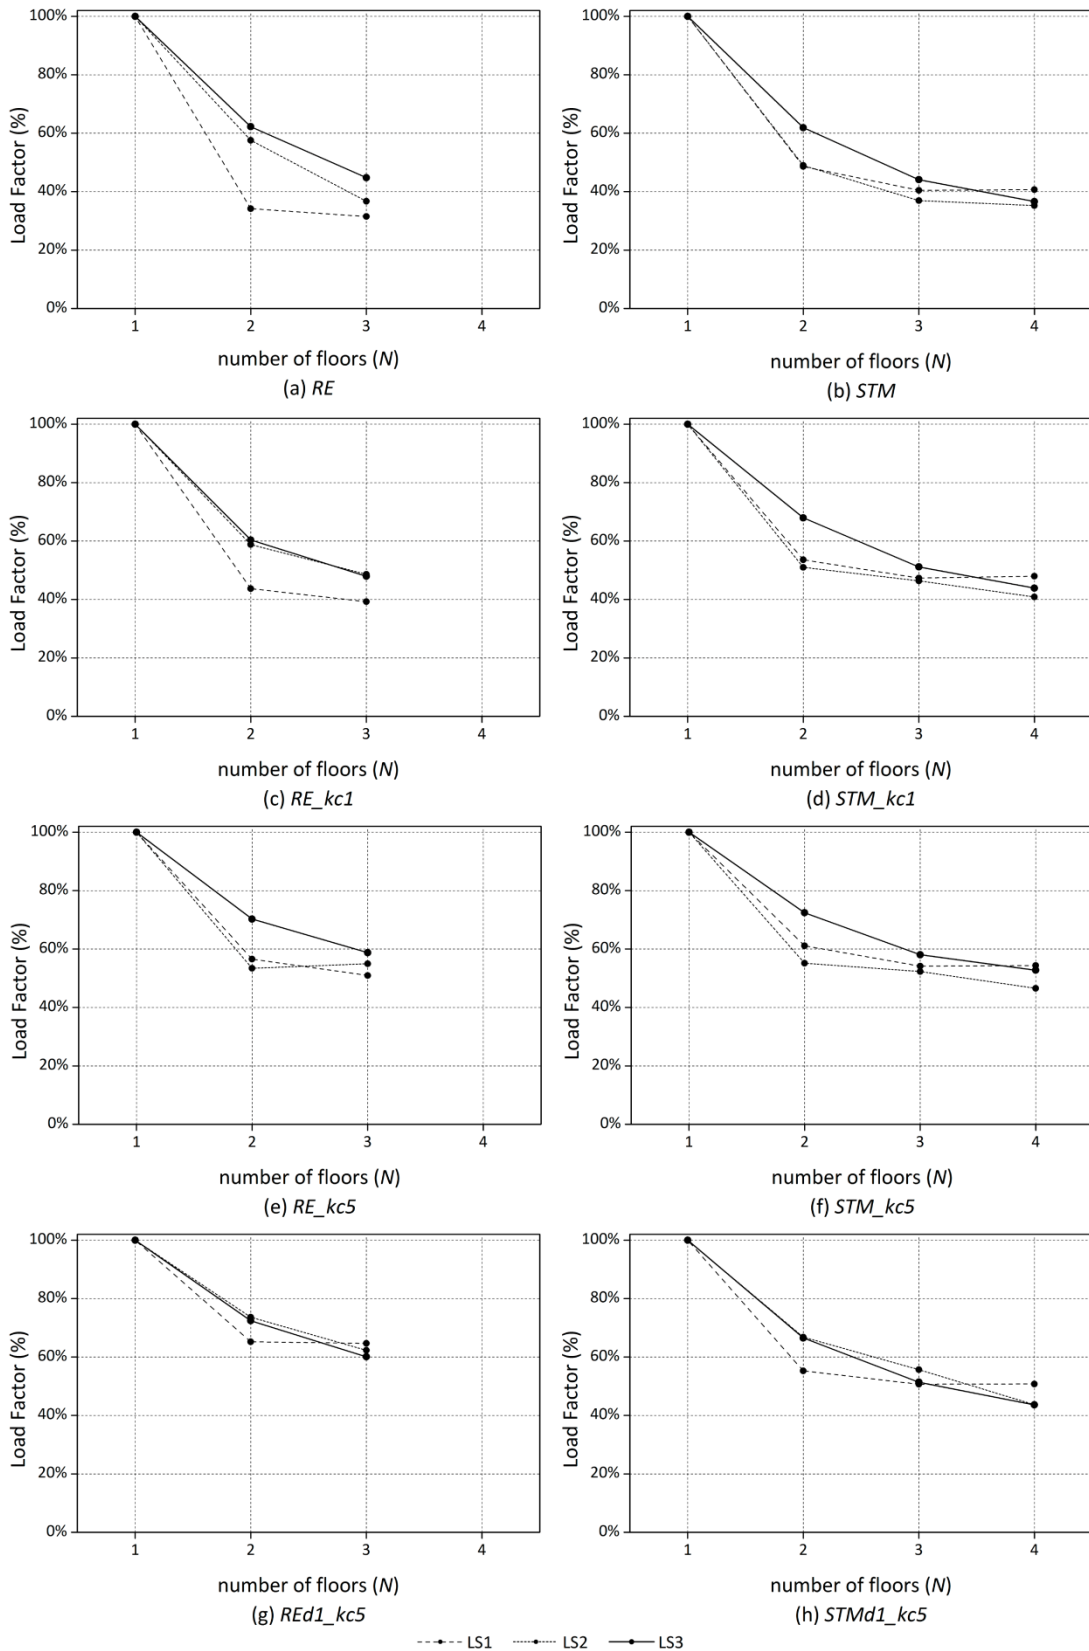 100%
80%
60%
40%
20%
0%
Load Factor (%)
1 2 3 4
number of floors (N)
(a) RE
100%
80%
60%
40%
20%
0%
Load Factor (%)
1 2 3 4
number of floors (N)
(b) STM
100%
80%
60%
40%
20%
0%
Load Factor (%)
1 2 3 4
number of floors (N)
(c) RE_kc1
100%
80%
60%
40%
20%
0%
Load Factor (%)
1 2 3 4
number of floors (N)
(d) STM_kc1
100%
80%
60%
40%
20%
0%
Load Factor (%)
1 2 3 4
number of floors (N)
(e) RE_kc5
100%
80%
60%
40%
20%
0%
Load Factor (%)
1 2 3 4
number of floors (N)
(f) STM_kc5
100%
80%
60%
40%
20%
0%
Load Factor (%)
1 2 3 4
number of floors (N)
(g) REd1_kc5
100%
80%
60%
40%
20%
0%
Load Factor (%)
1 2 3 4
number of floors (N)
(h) STMd1_kc5
LS1 LS2 LS3